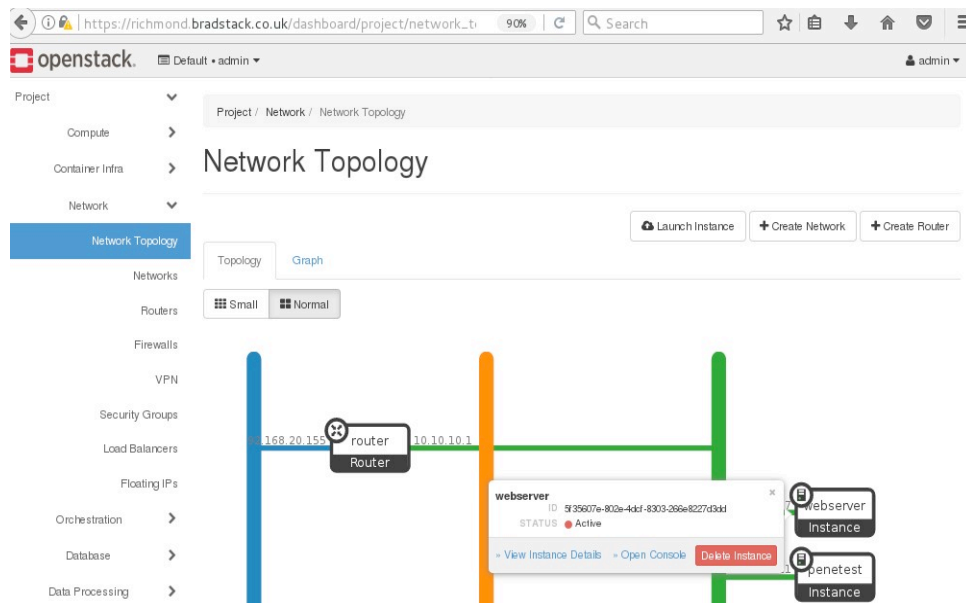 https://richmond.bradstack.co.uk/dashboard/project/network_t
90%
Search
openstack.
Default • admin
admin
Project
Project / Network / Network Topology
Compute
Container Infra
Network Topology
Network
Launch Instance
+ Create Network
+ Create Router
Network Topology
Topology
Graph
Networks
Small
Normal
Routers
Firewalls
VPN
Security Groups
Load Balancers
168.20.155
router
10.10.10.1
Router
Floating IPs
webserver
×
ID 5f35607e-802e-4dcf-8303-266e8227d3dd
STATUS Active
webserver
Instance
Orchestration
» View Instance Details
» Open Console
Delete Instance
Database
penetest
Instance
Data Processing